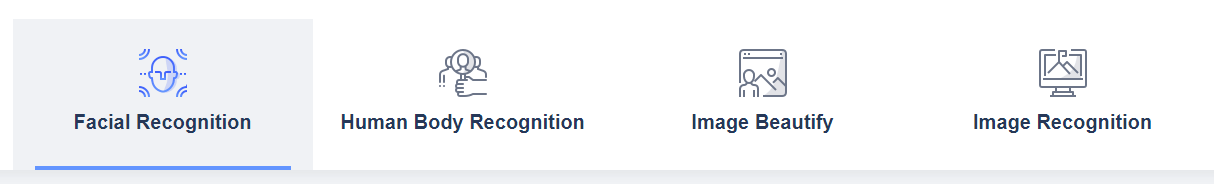 Facial Recognition
Human Body Recognition
Image Beautify
Image Recognition